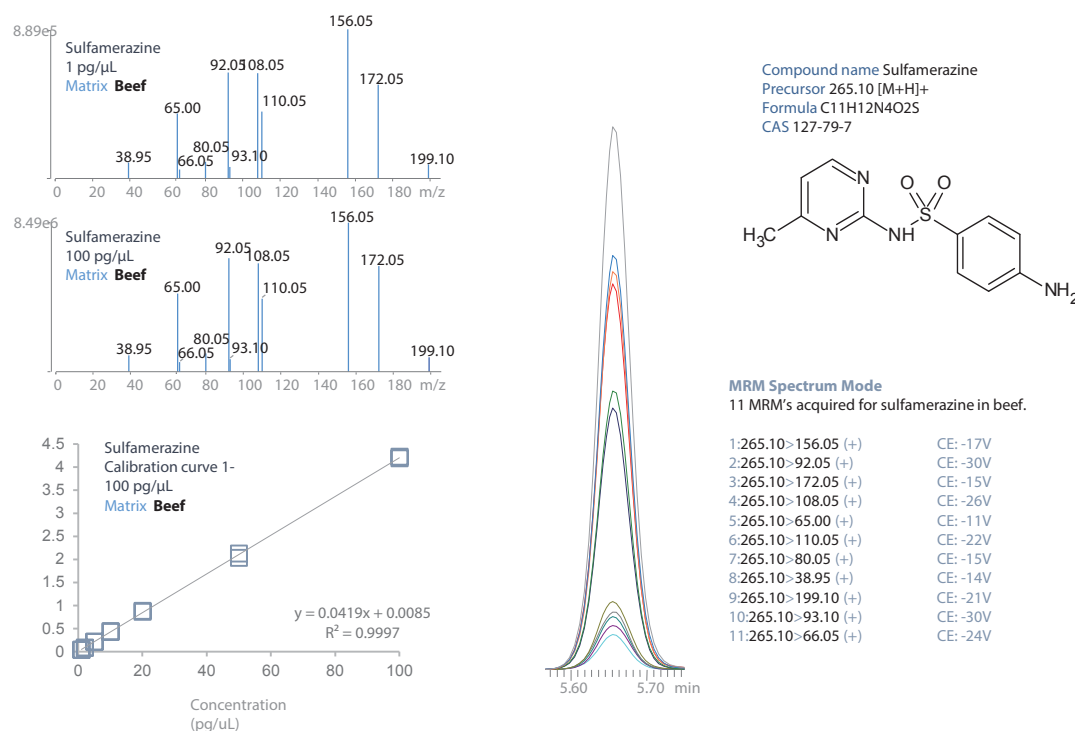 8.89e5
Sulfamerazine
1 pg/µL
Matrix Beef
156.05
92.05
108.05
172.05
110.05
65.00
80.05
38.95
66.05
93.10
199.10
0 20 40 60 80 100 120 140 160 180 m/z
8.49e6
Sulfamerazine
100 pg/µL
Matrix Beef
156.05
92.05
108.05
172.05
65.00
110.05
80.05
38.95
66.05
93.10
199.10
0 20 40 60 80 100 120 140 160 180 m/z
4.5
4
3.5
3
2.5
2
1.5
1
0.5
0
Sulfamerazine
Calibration curve 1-
100 pg/µL
Matrix Beef
y = 0.0419x + 0.0085
R² = 0.9997
0 20 40 60 80 100
Concentration
(pg/uL)
5.60 5.70 min
Compound name Sulfamerazine
Precursor 265.10 [M+H]+
Formula C11H12N4O2S
CAS 127-79-7
N
O O
S
H₃C N NH
NH₂
MRM Spectrum Mode
11 MRM's acquired for sulfamerazine in beef.
1:265.10>156.05 (+) CE: -17V
2:265.10>92.05 (+) CE: -30V
3:265.10>172.05 (+) CE: -15V
4:265.10>108.05 (+) CE: -26V
5:265.10>65.00 (+) CE: -11V
6:265.10>110.05 (+) CE: -22V
7:265.10>80.05 (+) CE: -15V
8:265.10>38.95 (+) CE: -14V
9:265.10>199.10 (+) CE: -21V
10:265.10>93.10 (+) CE: -30V
11:265.10>66.05 (+) CE: -24V